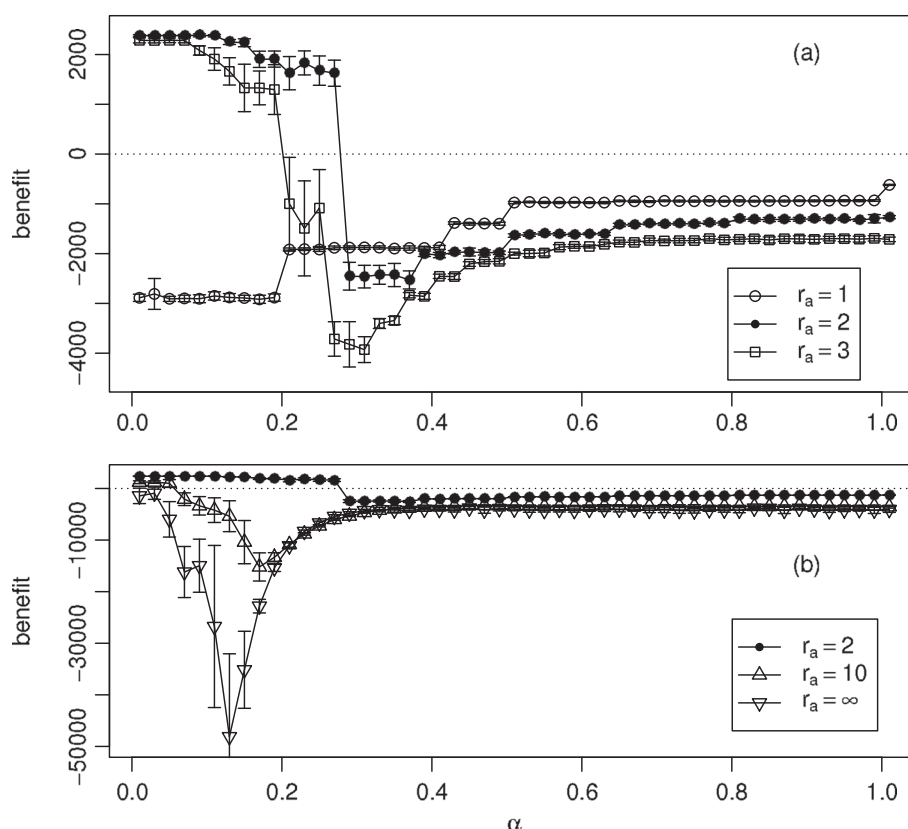 (a)
benefit
2000
0
−2000
−4000
r_a = 1
r_a = 2
r_a = 3
0.0 0.2 0.4 0.6 0.8 1.0
(b)
benefit
−10000
−30000
−50000
r_a = 2
r_a = 10
r_a = ∞
0.0 0.2 0.4 0.6 0.8 1.0
α